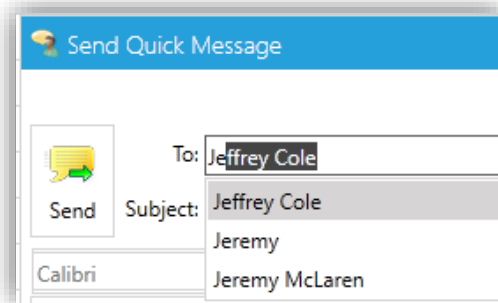 Send Quick Message
To: Jeffrey Cole
Send
Subject:
Jeffrey Cole
Jeremy
Jeremy McLaren
Calibri